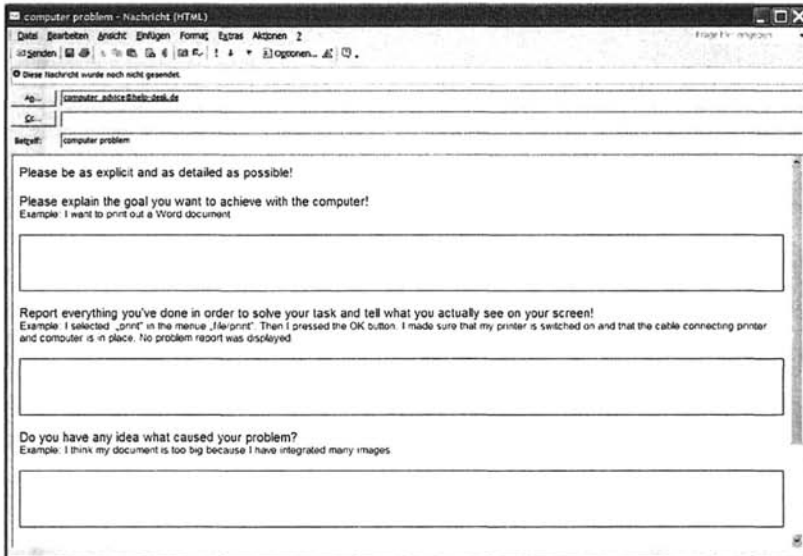 computer problem - Nachricht (HTML)
Datei Bearbeiten Ansicht Einfügen Format Extras Aktionen ?
Senden Optionen...
Diese Nachricht wurde noch nicht gesendet.
An... computer_advice@help-desk.de
Cc...
Betreff: computer problem
Please be as explicit and as detailed as possible!
Please explain the goal you want to achieve with the computer!
Example: I want to print out a Word document
Report everything you've done in order to solve your task and tell what you actually see on your screen!
Example: I selected „print" in the menue „file/print". Then I pressed the OK button. I made sure that my printer is switched on and that the cable connecting printer
and computer is in place. No problem report was displayed
Do you have any idea what caused your problem?
Example: I think my document is too big because I have integrated many images.